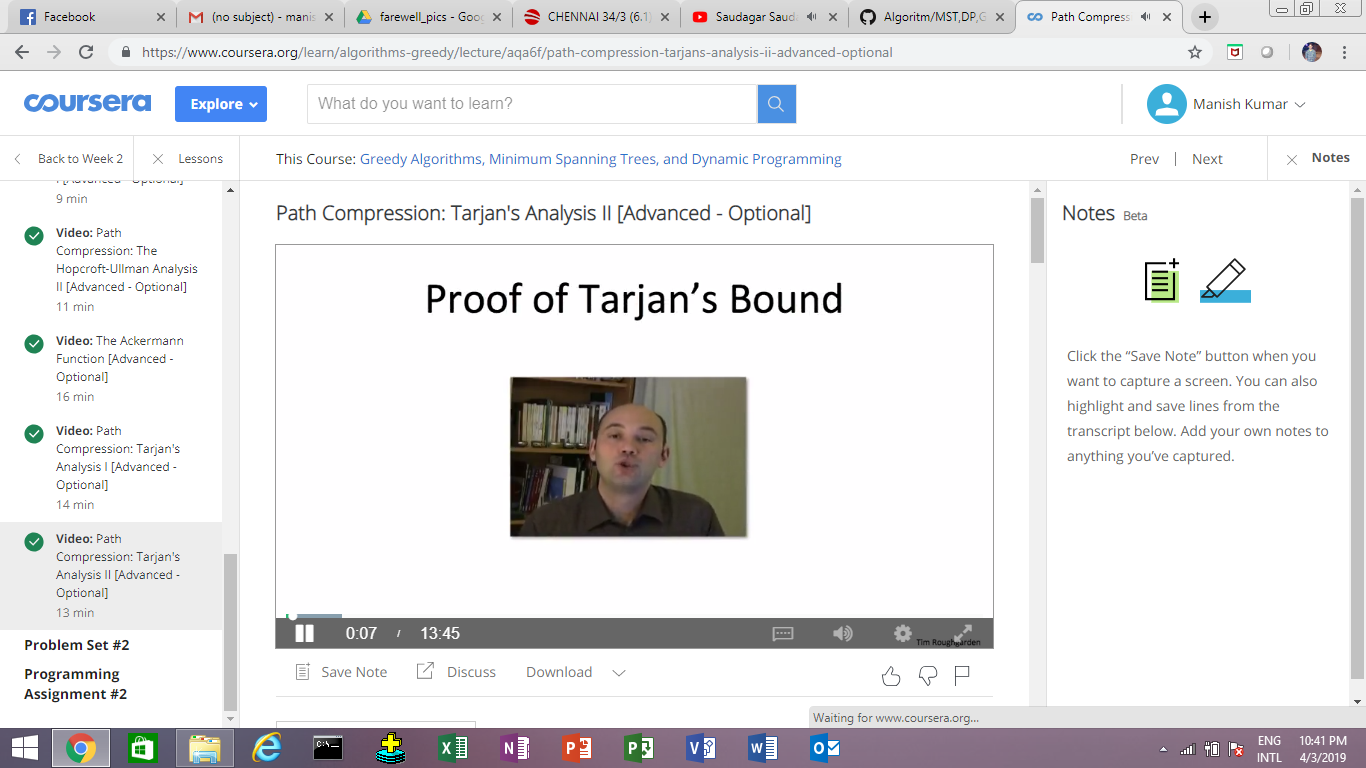 Facebook
(no subject) - manis
farewell_pics - Goog
CHENNAI 34/3 (6.1)
Saudagar Saud
Algoritm/MST,DP,G
Path Compress
https://www.coursera.org/learn/algorithms-greedy/lecture/aqa6f/path-compression-tarjans-analysis-ii-advanced-optional
coursera
Explore
What do you want to learn?
Manish Kumar
Back to Week 2
Lessons
This Course: Greedy Algorithms, Minimum Spanning Trees, and Dynamic Programming
Prev | Next
Notes
I [Advanced - Optional]
9 min
Video: Path
Compression: The
Hopcroft-Ullman Analysis
II [Advanced - Optional]
11 min
Video: The Ackermann
Function [Advanced -
Optional]
16 min
Video: Path
Compression: Tarjan's
Analysis I [Advanced -
Optional]
14 min
Video: Path
Compression: Tarjan's
Analysis II [Advanced -
Optional]
13 min
Problem Set #2
Programming
Assignment #2
Path Compression: Tarjan's Analysis II [Advanced - Optional]
Proof of Tarjan’s Bound
0:07 / 13:45
Tim Roughgarden
Save Note
Discuss
Download
Notes Beta
Click the “Save Note” button when you
want to capture a screen. You can also
highlight and save lines from the
transcript below. Add your own notes to
anything you’ve captured.
Waiting for www.coursera.org...
ENG
INTL
10:41 PM
4/3/2019